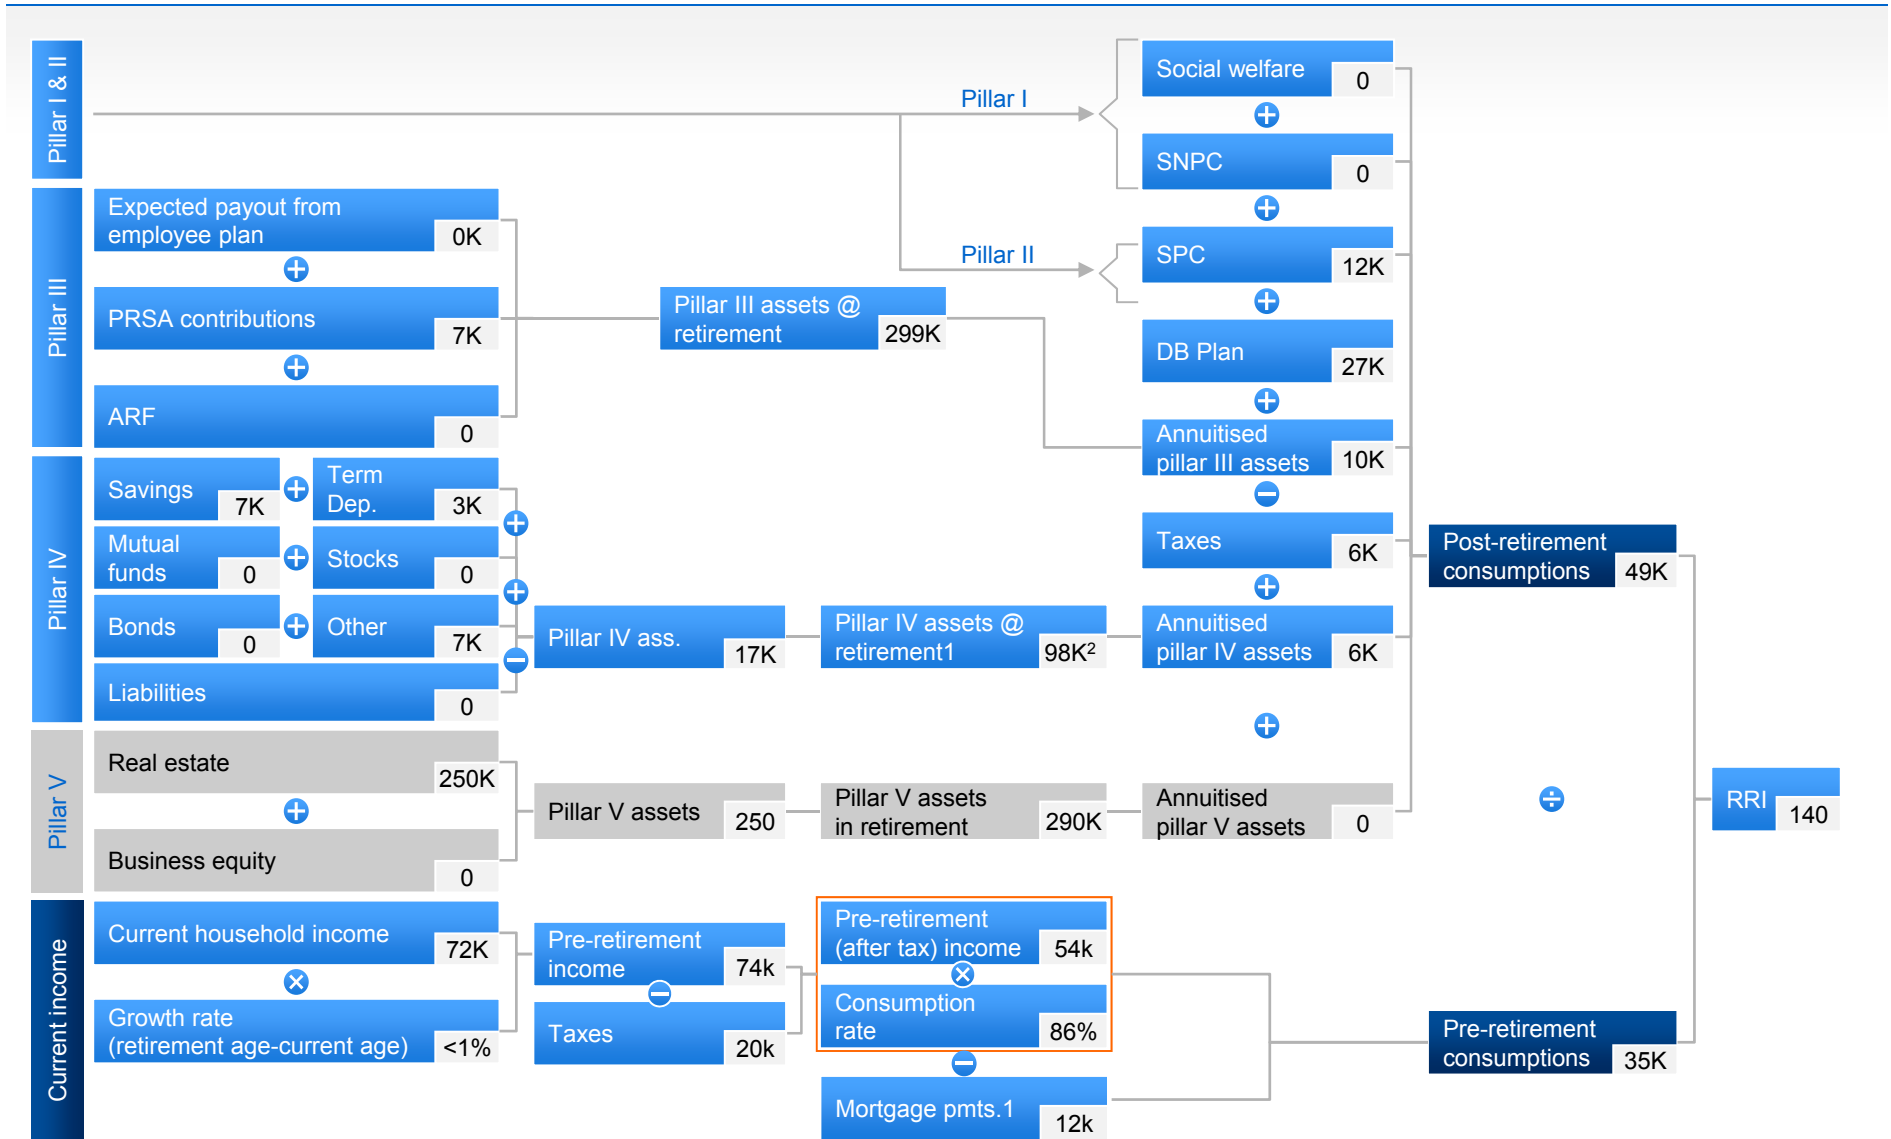 Pillar I & II
Pillar I
Social welfare
0
SNPC
0
Pillar II
SPC
12K
DB Plan
27K
Pillar III
Expected payout from
employee plan
0K
PRSA contributions
7K
ARF
0
Pillar III assets @
retirement
299K
Annuitised
pillar III assets
10K
Taxes
6K
Pillar IV
Savings
7K
Term
Dep.
3K
Mutual
funds
0
Stocks
0
Bonds
0
Other
7K
Liabilities
0
Pillar IV ass.
17K
Pillar IV assets @
retirement1
98K²
Annuitised
pillar IV assets
6K
Post-retirement
consumptions
49K
Pillar V
Real estate
250K
Business equity
0
Pillar V assets
250
Pillar V assets
in retirement
290K
Annuitised
pillar V assets
0
RRI
140
Current income
Current household income
72K
Growth rate
(retirement age-current age)
<1%
Pre-retirement
income
74k
Taxes
20k
Pre-retirement
(after tax) income
54k
Consumption
rate
86%
Mortgage pmts.1
12k
Pre-retirement
consumptions
35K